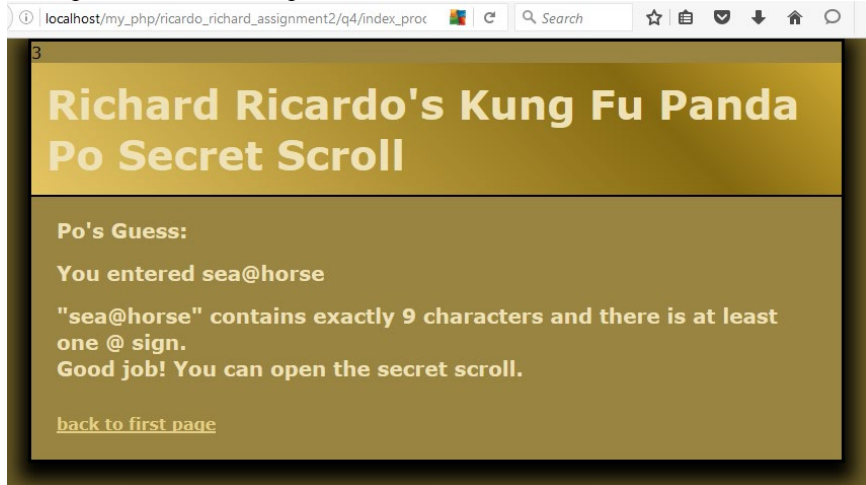 localhost/my_php/ricardo_richard_assignment2/q4/index_proc
Search
3
Richard Ricardo's Kung Fu Panda
Po Secret Scroll
Po's Guess:
You entered sea@horse
"sea@horse" contains exactly 9 characters and there is at least
one @ sign.
Good job! You can open the secret scroll.
back to first page